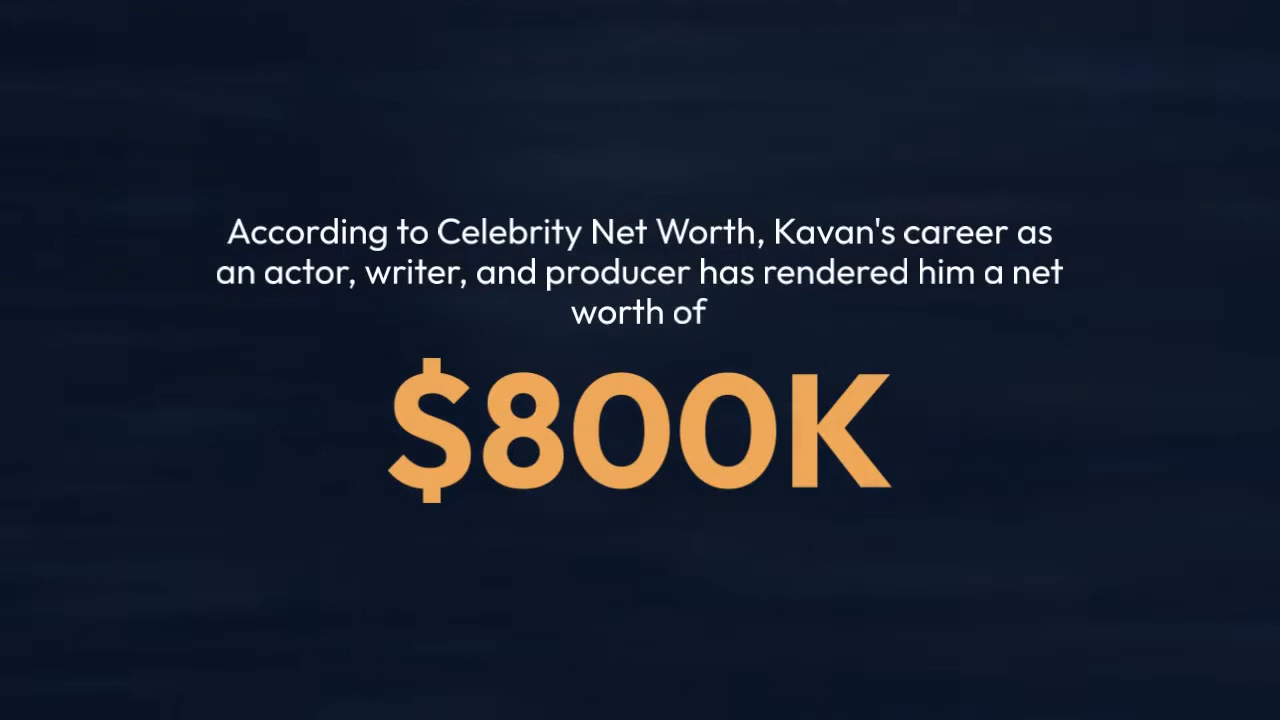 According to Celebrity Net Worth, Kavan's career as
an actor, writer, and producer has rendered him a net
worth of
$800K